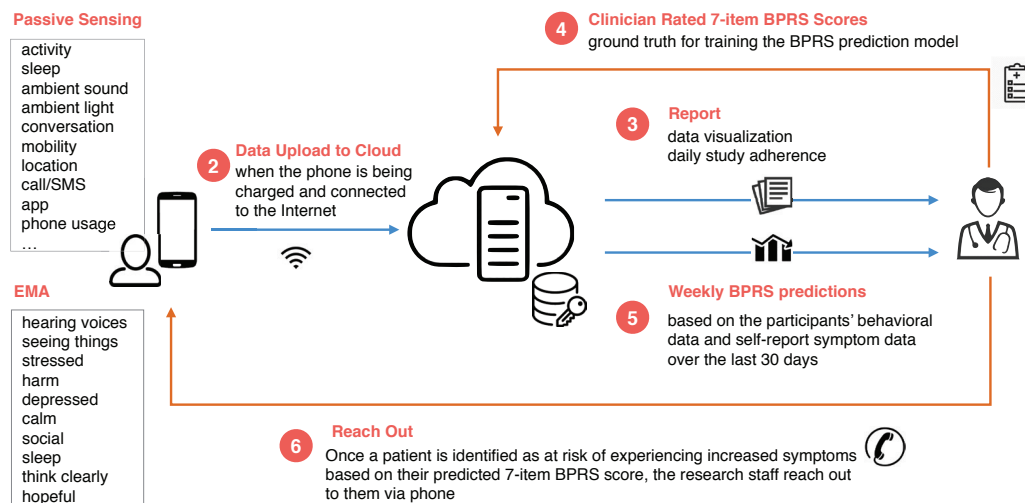 Passive Sensing
activity
sleep
ambient sound
ambient light
conversation
mobility
location
call/SMS
app
phone usage
...
EMA
hearing voices
seeing things
stressed
harm
depressed
calm
social
sleep
think clearly
hopeful
2
Data Upload to Cloud
when the phone is being
charged and connected
to the Internet
4
Clinician Rated 7-item BPRS Scores
ground truth for training the BPRS prediction model
3
Report
data visualization
daily study adherence
Weekly BPRS predictions
5
based on the participants' behavioral
data and self-report symptom data
over the last 30 days
6
Reach Out
Once a patient is identified as at risk of experiencing increased symptoms
based on their predicted 7-item BPRS score, the research staff reach out
to them via phone